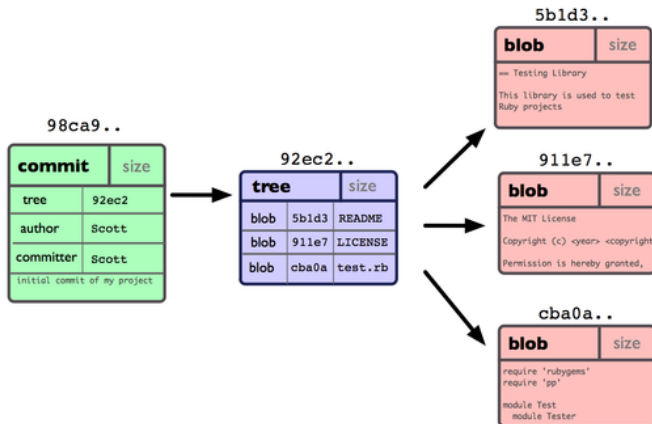 98ca9..
commit size
tree 92ec2
author Scott
committer Scott
initial commit of my project
92ec2..
tree size
blob 5b1d3 README
blob 911e7 LICENSE
blob cba0a test.rb
5b1d3..
blob size
== Testing Library
This library is used to test
Ruby projects
911e7..
blob size
The MIT License
Copyright (c) <year> <copyright
Permission is hereby granted,
cba0a..
blob size
require 'rubygems'
require 'pp'
module Test
module Tester